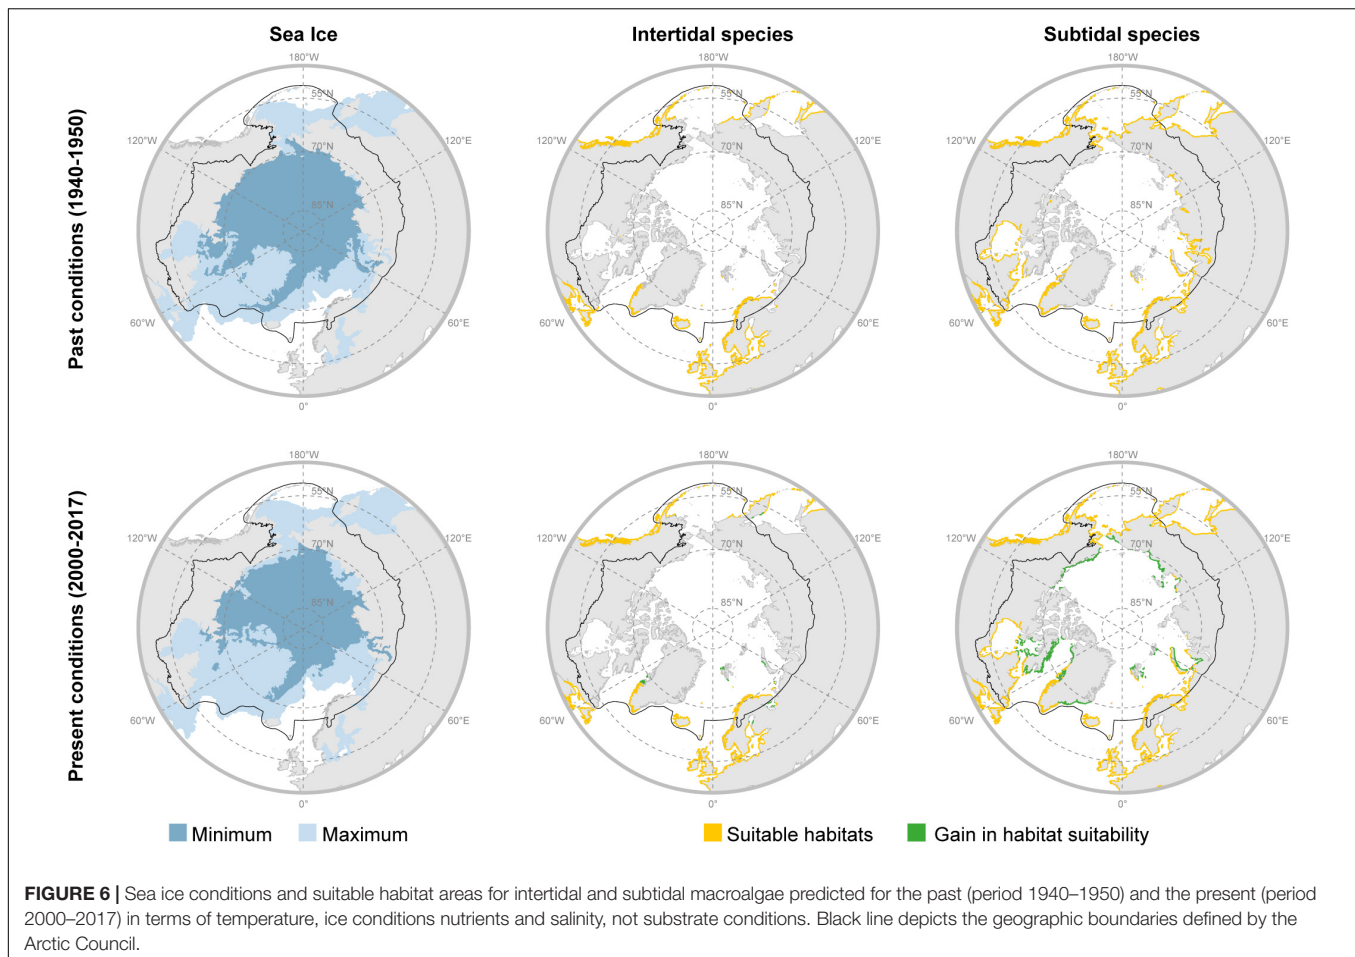 Sea Ice
Intertidal species
Subtidal species
Past conditions (1940-1950)
180°W
55°N
120°W
120°E
70°N
85°N
60°W
60°E
0°
180°W
55°N
120°W
120°E
70°N
85°N
60°W
60°E
0°
180°W
55°N
120°W
120°E
70°N
85°N
60°W
60°E
0°
Present conditions (2000-2017)
180°W
55°N
120°W
120°E
70°N
85°N
60°W
60°E
0°
180°W
55°N
120°W
120°E
70°N
85°N
60°W
60°E
0°
180°W
55°N
120°W
120°E
70°N
85°N
60°W
60°E
0°
Minimum
Maximum
Suitable habitats
Gain in habitat suitability
FIGURE 6 | Sea ice conditions and suitable habitat areas for intertidal and subtidal macroalgae predicted for the past (period 1940–1950) and the present (period
2000–2017) in terms of temperature, ice conditions nutrients and salinity, not substrate conditions. Black line depicts the geographic boundaries defined by the
Arctic Council.